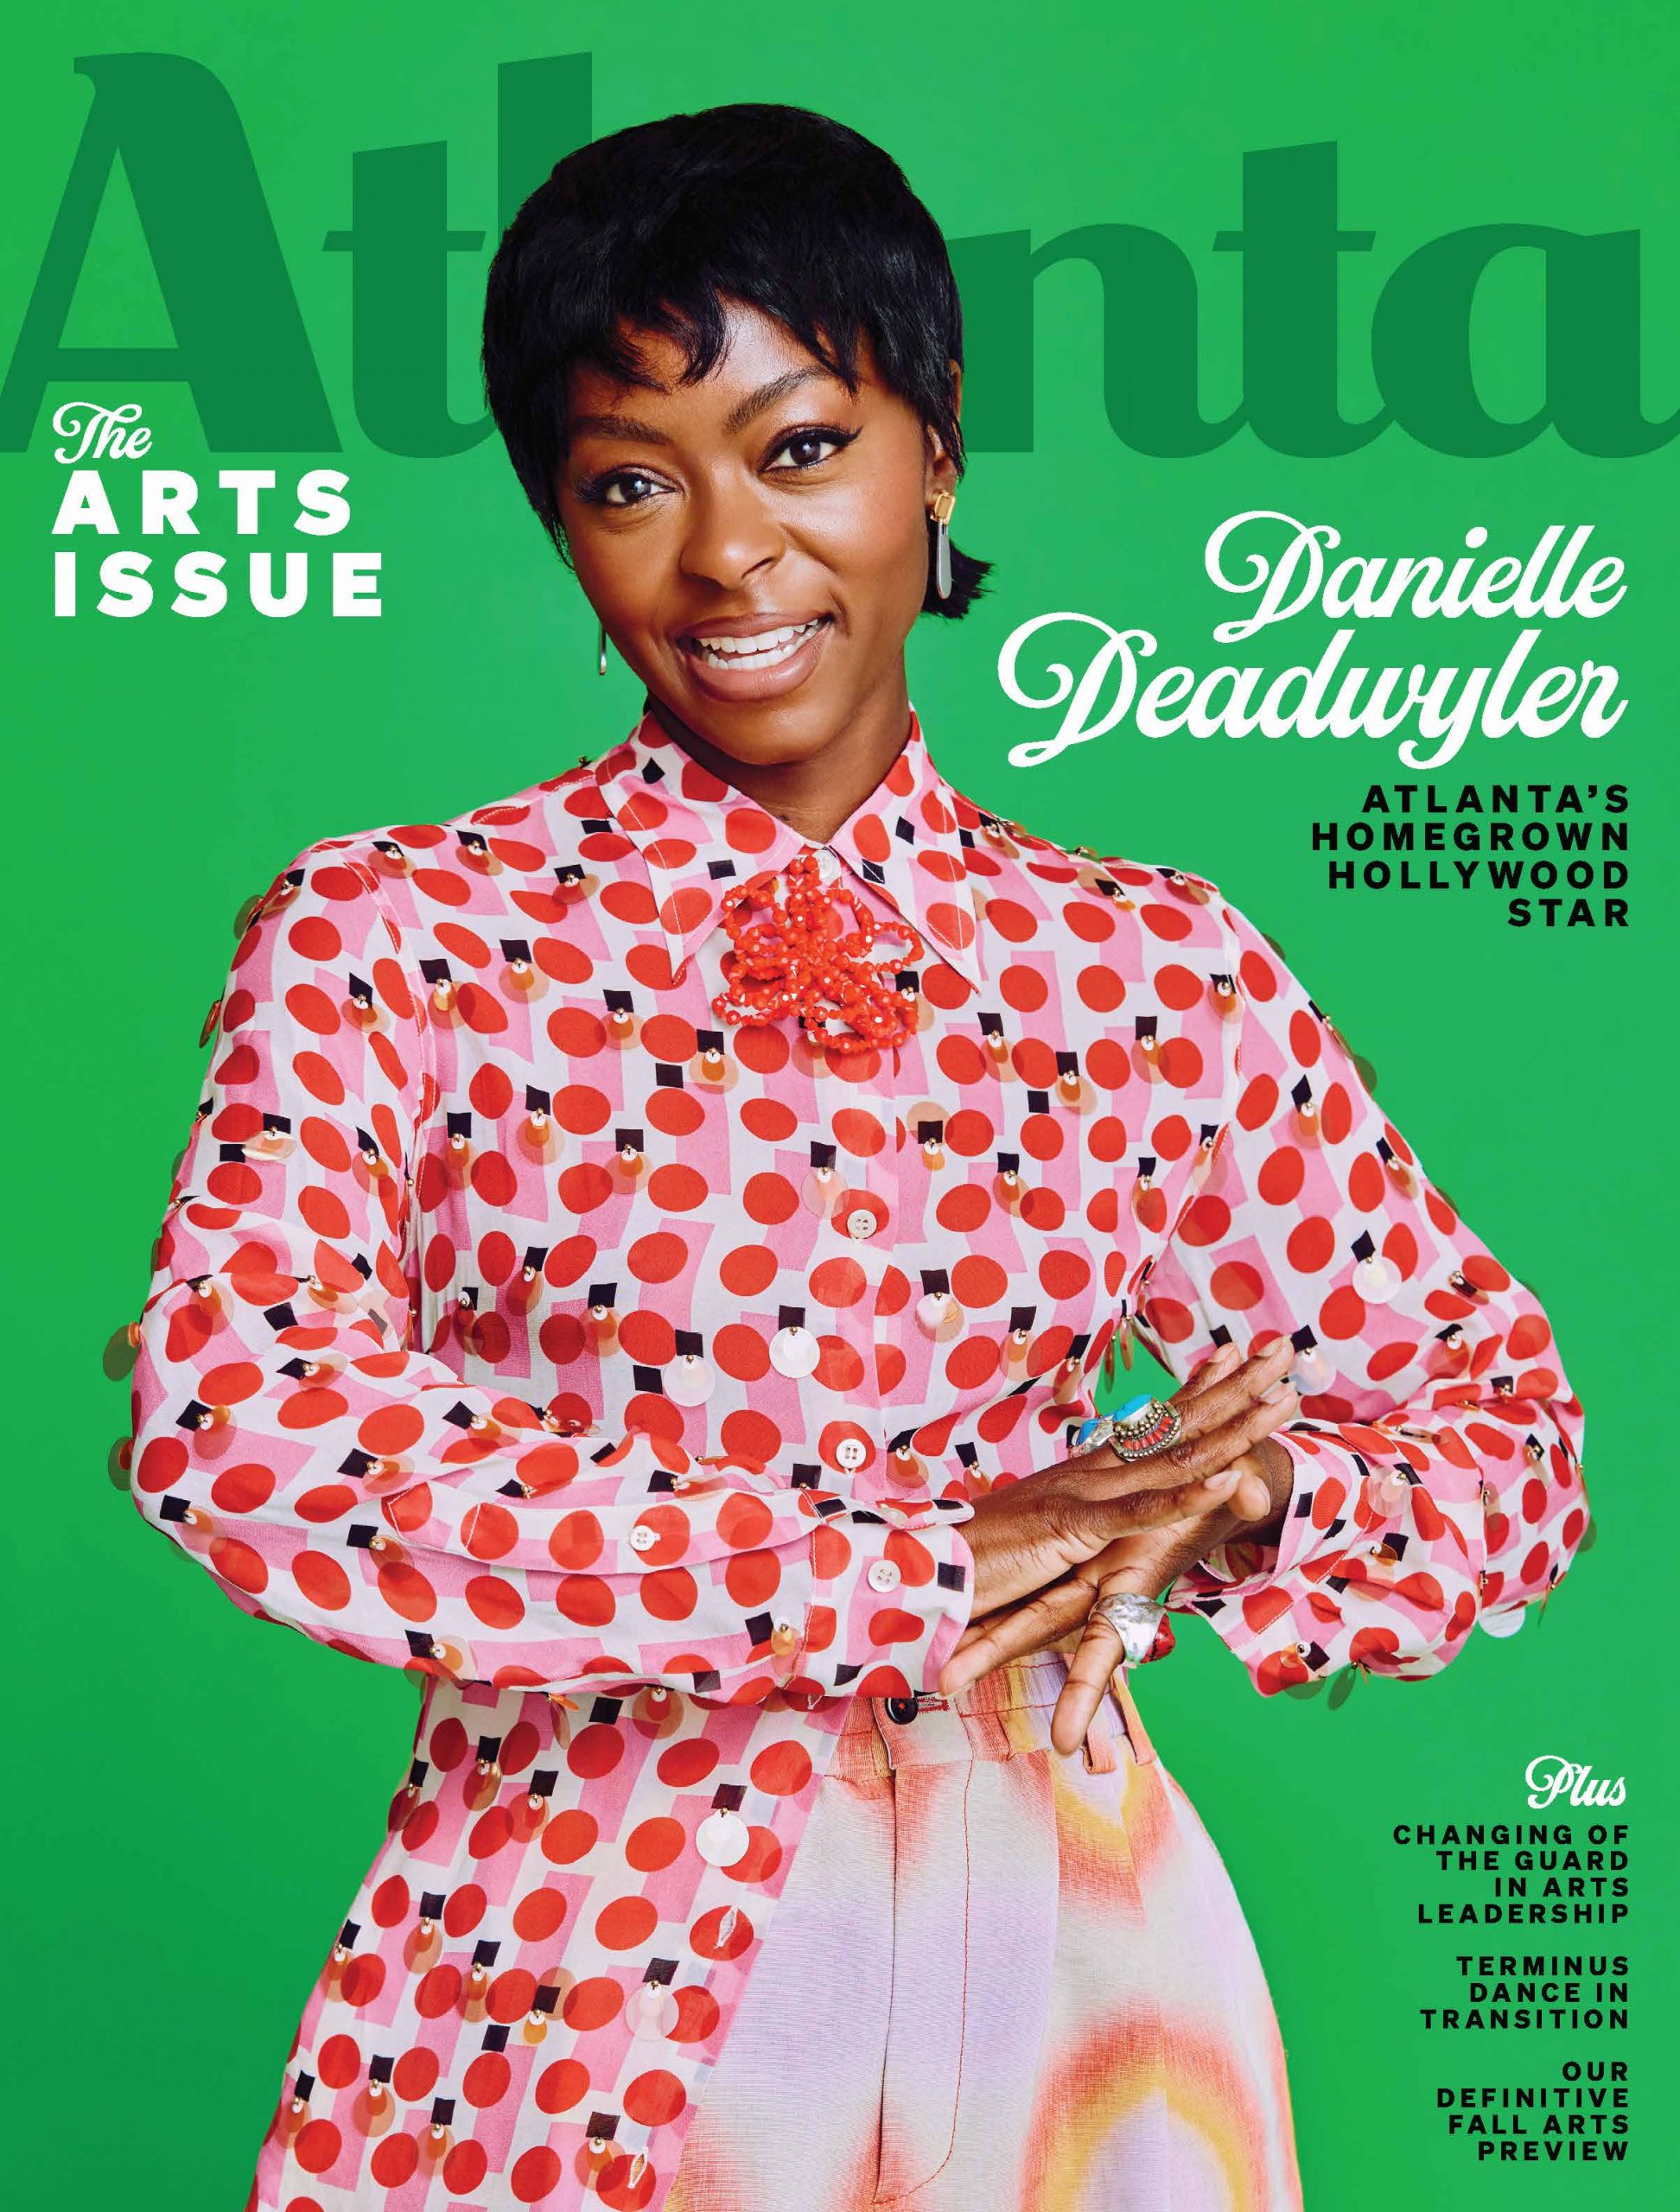 Atlanta
The
ARTS
ISSUE
Danielle
Deadwyler
ATLANTA'S
HOMEGROWN
HOLLYWOOD
STAR
Plus
CHANGING OF
THE GUARD
IN ARTS
LEADERSHIP
TERMINUS
DANCE IN
TRANSITION
OUR
DEFINITIVE
FALL ARTS
PREVIEW